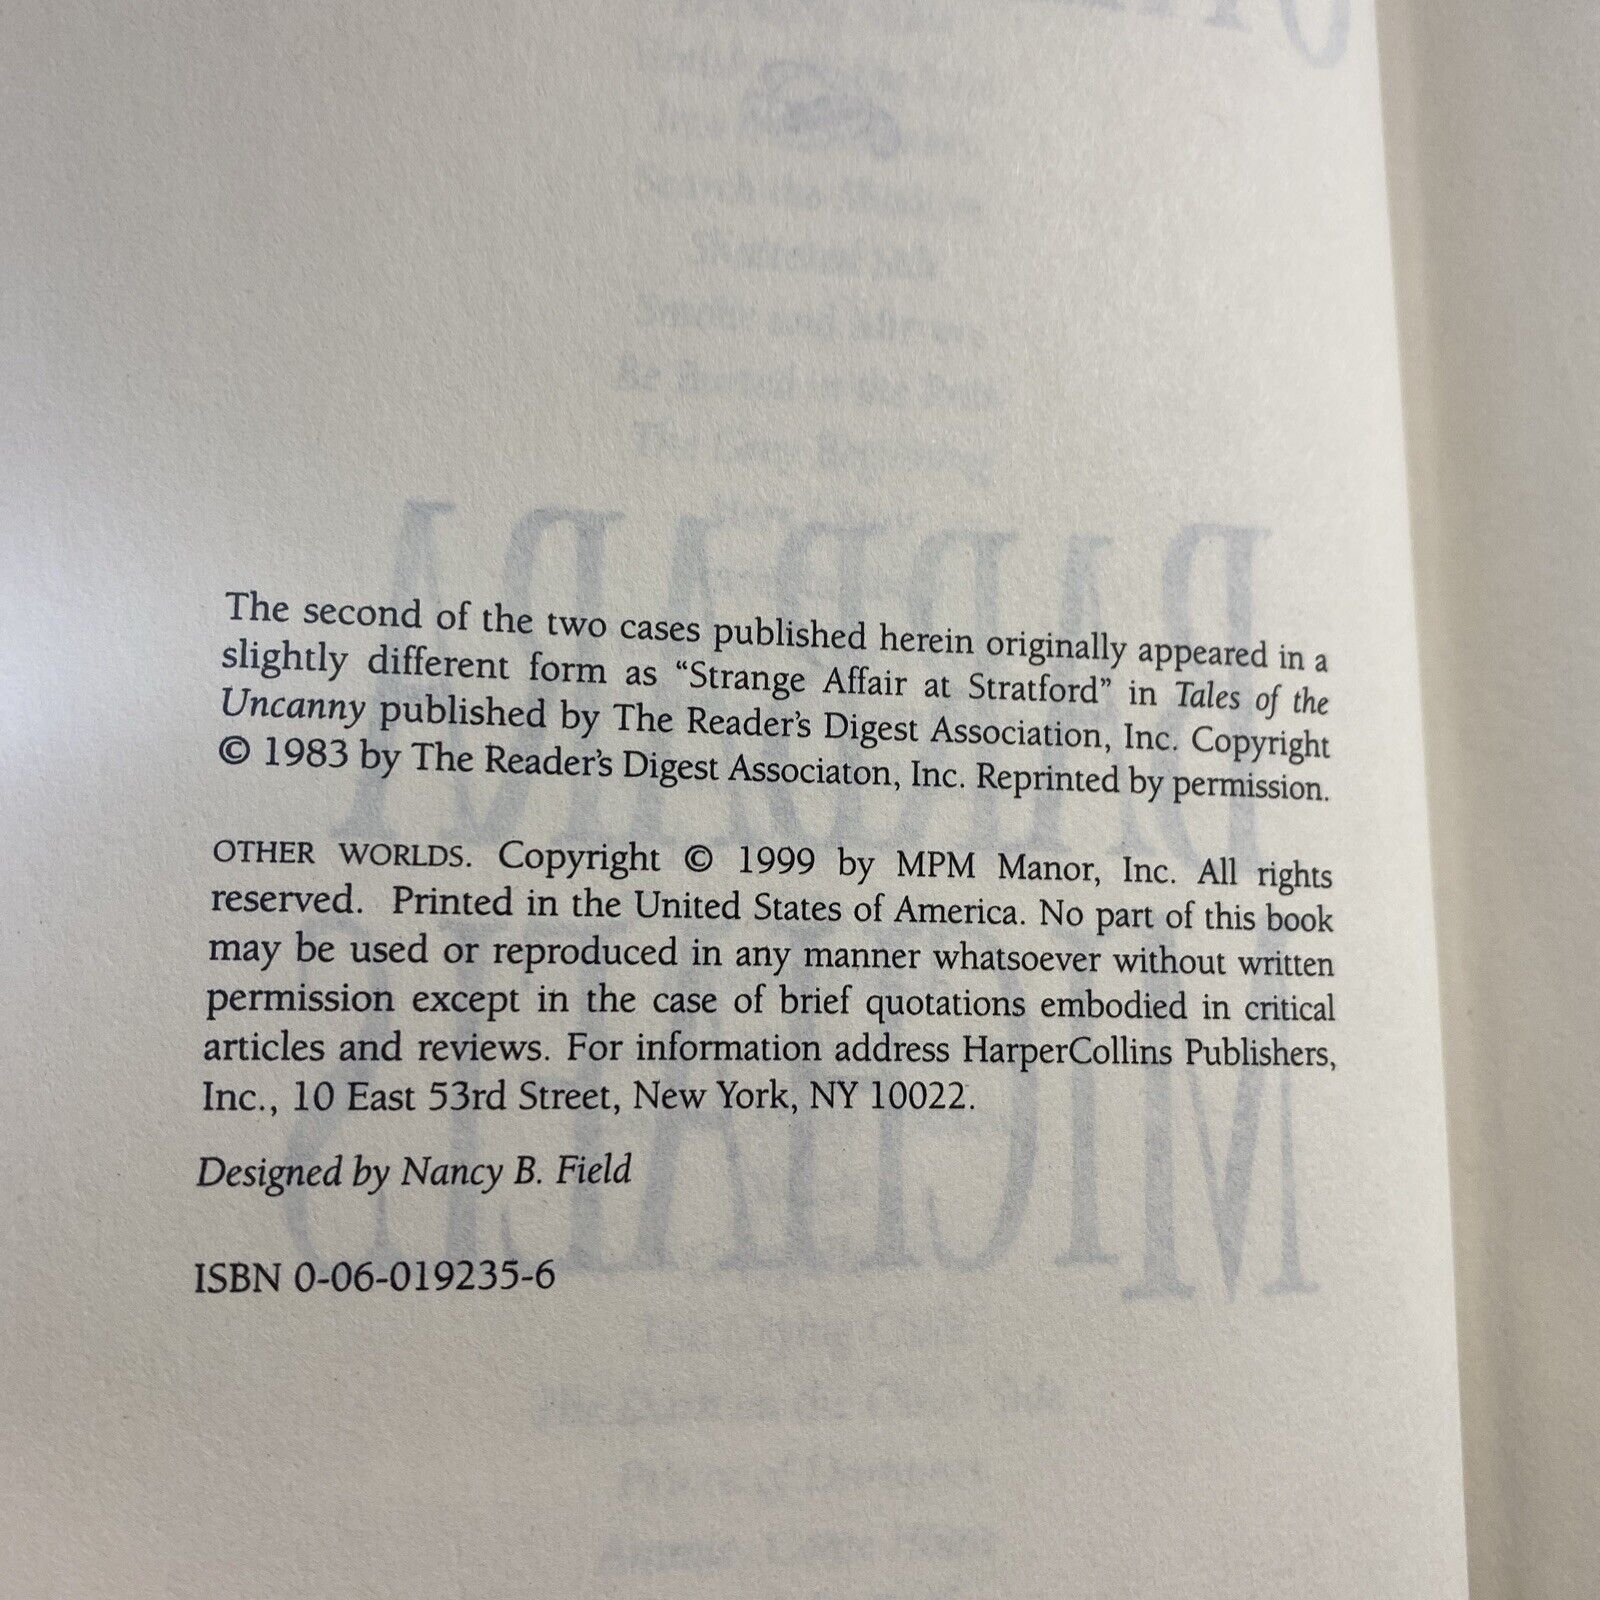 The second of the two cases published herein originally appeared in a
slightly different form as “Strange Affair at Stratford” in Tales of the
Uncanny published by The Reader’s Digest Association, Inc. Copyright
© 1983 by The Reader’s Digest Associaton, Inc. Reprinted by permission.
OTHER WORLDS. Copyright © 1999 by MPM Manor, Inc. All rights
reserved. Printed in the United States of America. No part of this book
may be used or reproduced in any manner whatsoever without written
permission except in the case of brief quotations embodied in critical
articles and reviews. For information address HarperCollins Publishers,
Inc., 10 East 53rd Street, New York, NY 10022.
Designed by Nancy B. Field
ISBN 0-06-019235-6